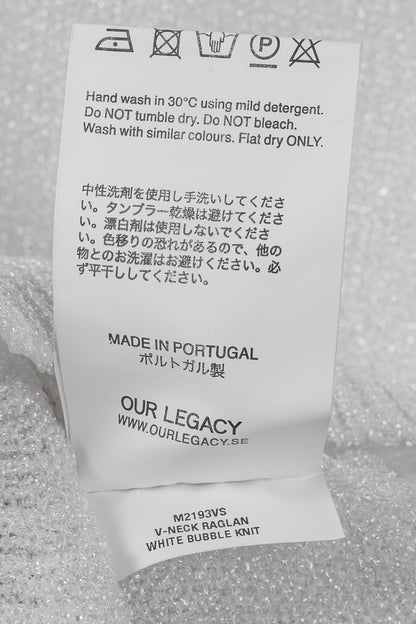 P
Hand wash in 30°C using mild detergent.
Do NOT tumble dry. Do NOT bleach.
Wash with similar colours. Flat dry ONLY.
中性洗剤を使用し手洗いしてくださ
い。タンブラー乾燥は避けてくださ
い。漂白剤は使用しないでくださ
い。色移りの恐れがあるので、他の
物とのお洗濯はお避けください。必
ず平干ししてください。
MADE IN PORTUGAL
ポルトガル製
OUR LEGACY
WWW.OURLEGACY.SE
M2193VS
V-NECK RAGLAN
WHITE BUBBLE KNIT